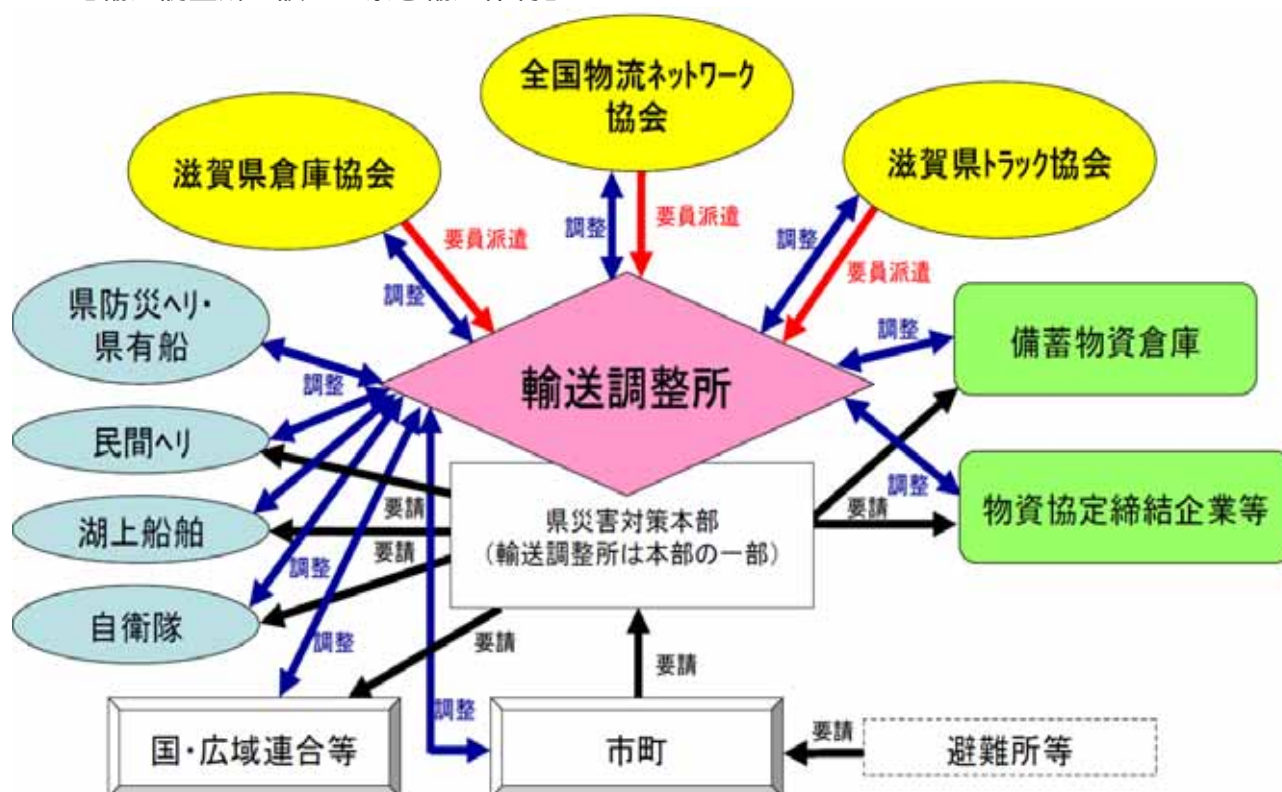 全国物流ネットワーク
協会
滋賀県倉庫協会
滋賀県トラック協会
調整
要員派遣
要員派遣
調整
調整
要員派遣
県防災ヘリ・
県有船
調整
輸送調整所
調整
備蓄物資倉庫
民間ヘリ
湖上船舶
自衛隊
要請
要請
調整
調整
県災害対策本部
(輸送調整所は本部の一部)
要請
調整
物資協定締結企業等
要請
要請
調整
国・広域連合等
市町
要請
避難所等